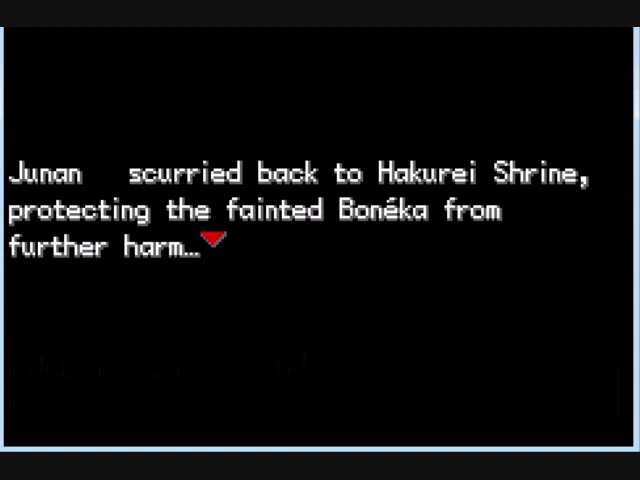 Junan scurried back to Hakurei Shrine,
protecting the fainted Bonéka from
further harm…